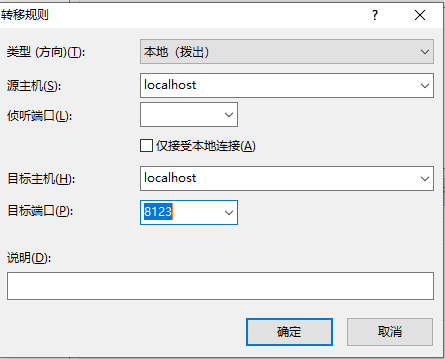 转移规则
类型 (方向)(T):
本地（拨出）
源主机(S):
localhost
侦听端口(L):
仅接受本地连接(A)
目标主机(H):
localhost
目标端口(P):
8123
说明(D):
确定
取消